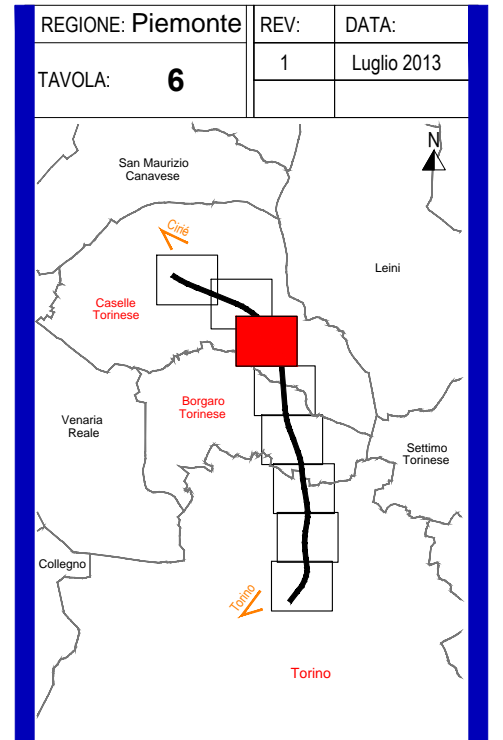 REGIONE: Piemonte
REV:
DATA:
TAVOLA: 6
1
Luglio 2013
N
San Maurizio
Canavese
Cirié
Leini
Caselle
Torinese
Borgaro
Torinese
Venaria
Reale
Settimo
Torinese
Collegno
Torino
Torino